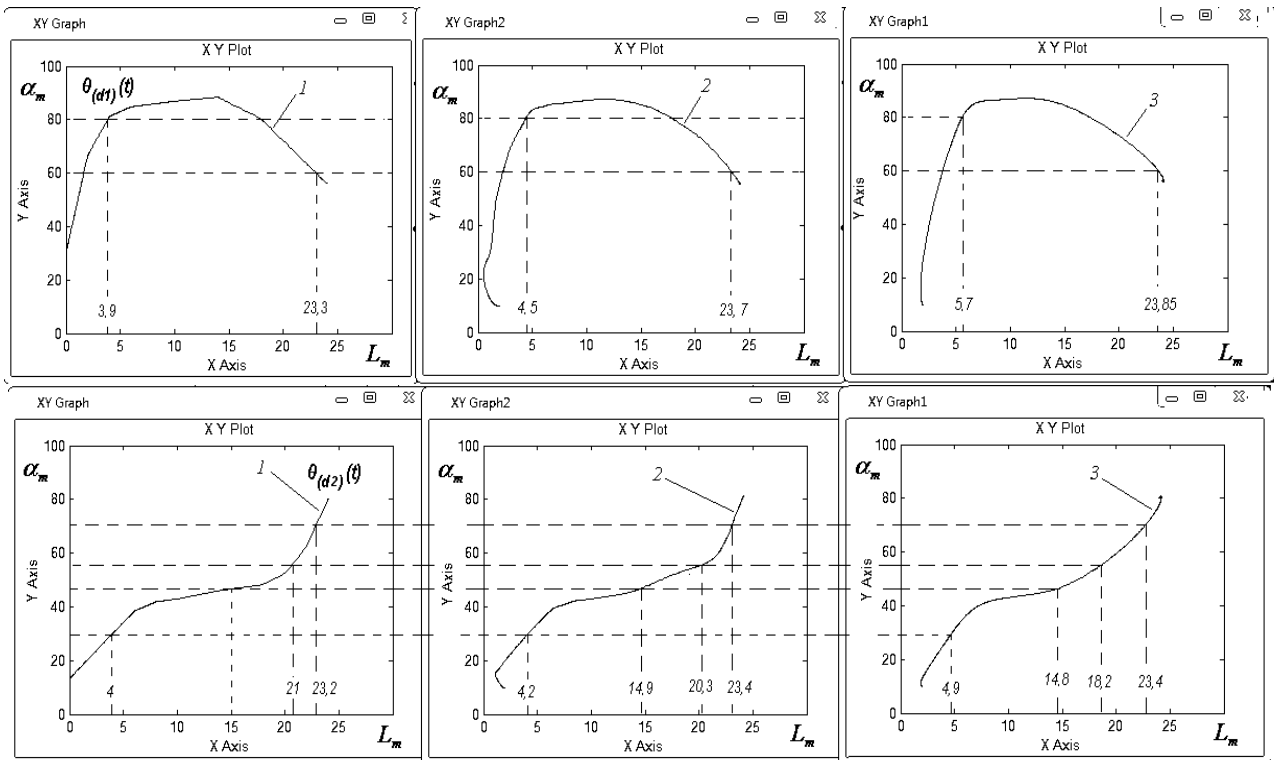 XY Graph
X Y Plot
α_m
θ_(d1)(t)
1
100
80
60
40
20
0
Y Axis
3,9
23,3
0 5 10 15 20 25
X Axis
L_m
XY Graph2
X Y Plot
α_m
2
100
80
60
40
20
0
Y Axis
4,5
23,7
0 5 10 15 20 25
X Axis
L_m
XY Graph1
X Y Plot
α_m
3
100
80
60
40
20
0
Y Axis
5,7
23,85
0 5 10 15 20 25
X Axis
L_m
XY Graph
X Y Plot
α_m
1
θ_(d2)(t)
100
80
60
40
20
0
Y Axis
4
21
23,2
0 5 10 15 20 25
X Axis
L_m
XY Graph2
X Y Plot
α_m
2
100
80
60
40
20
0
Y Axis
4,2
14,9
20,3
23,4
0 5 10 15 20 25
X Axis
L_m
XY Graph1
X Y Plot
α_m
3
100
80
60
40
20
0
Y Axis
4,9
14,8
18,2
23,4
0 5 10 15 20 25
X Axis
L_m